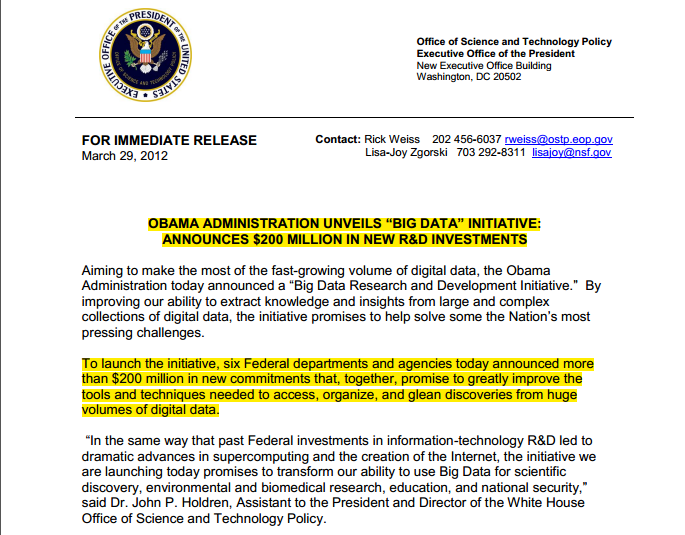 EXECUTIVE OFFICE OF THE PRESIDENT OF THE UNITED STATES
OFFICE OF SCIENCE AND TECHNOLOGY POLICY
Office of Science and Technology Policy
Executive Office of the President
New Executive Office Building
Washington, DC 20502
FOR IMMEDIATE RELEASE
March 29, 2012
Contact: Rick Weiss 202 456-6037 rweiss@ostp.eop.gov
Lisa-Joy Zgorski 703 292-8311 lisajoy@nsf.gov
OBAMA ADMINISTRATION UNVEILS “BIG DATA” INITIATIVE:
ANNOUNCES $200 MILLION IN NEW R&D INVESTMENTS
Aiming to make the most of the fast-growing volume of digital data, the Obama
Administration today announced a “Big Data Research and Development Initiative.” By
improving our ability to extract knowledge and insights from large and complex
collections of digital data, the initiative promises to help solve some the Nation’s most
pressing challenges.
To launch the initiative, six Federal departments and agencies today announced more
than $200 million in new commitments that, together, promise to greatly improve the
tools and techniques needed to access, organize, and glean discoveries from huge
volumes of digital data.
“In the same way that past Federal investments in information-technology R&D led to
dramatic advances in supercomputing and the creation of the Internet, the initiative we
are launching today promises to transform our ability to use Big Data for scientific
discovery, environmental and biomedical research, education, and national security,”
said Dr. John P. Holdren, Assistant to the President and Director of the White House
Office of Science and Technology Policy.